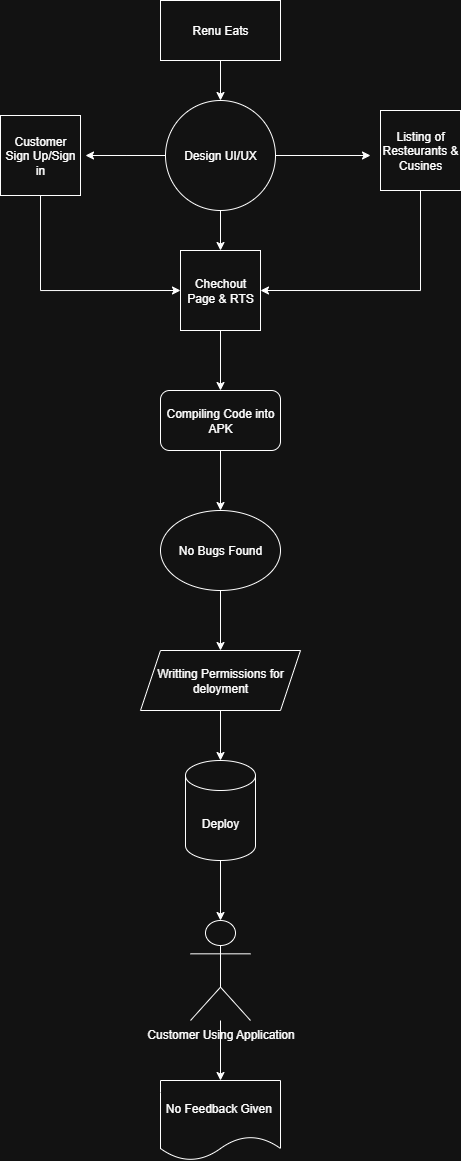 Renu Eats
Customer
Sign Up/Sign
in
Design UI/UX
Listing of
Resteurants &
Cusines
Chechout
Page & RTS
Compiling Code into
APK
No Bugs Found
Writting Permissions for
deloyment
Deploy
Customer Using Application
No Feedback Given